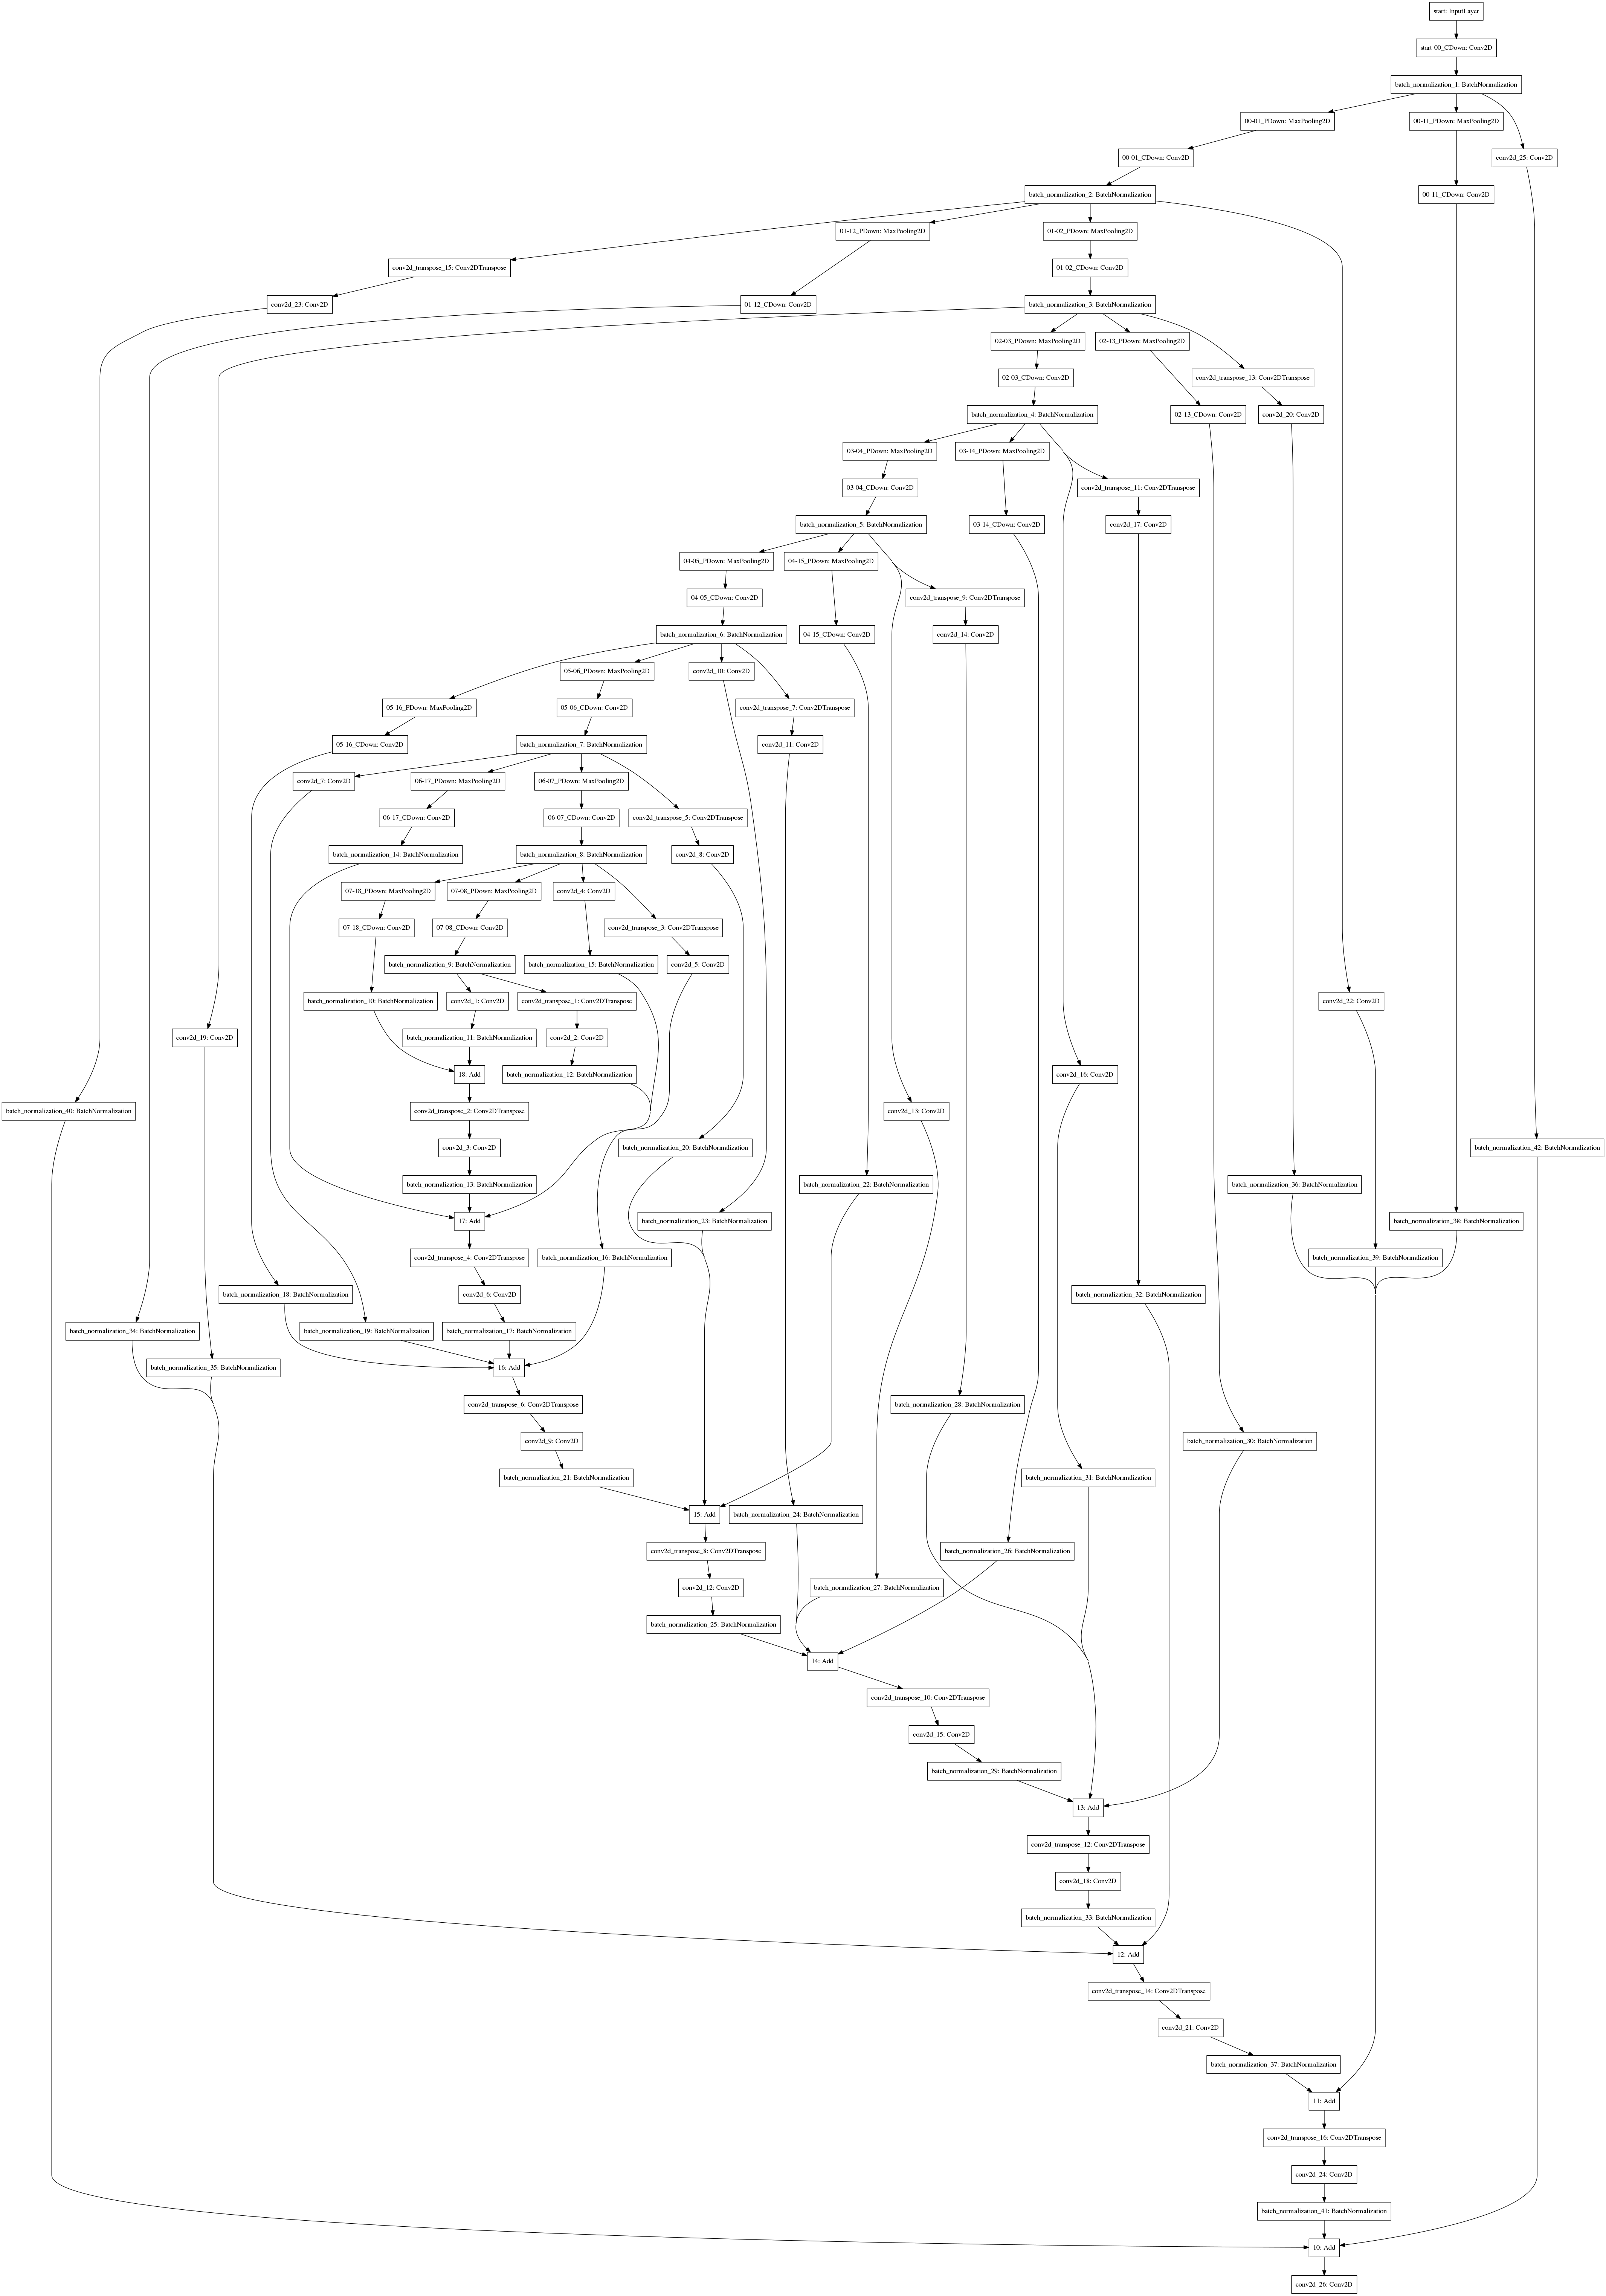 start: InputLayer
start-00_CDown: Conv2D
batch_normalization_1: BatchNormalization
00-01_PDown: MaxPooling2D
00-11_PDown: MaxPooling2D
00-01_CDown: Conv2D
conv2d_25: Conv2D
batch_normalization_2: BatchNormalization
00-11_CDown: Conv2D
01-12_PDown: MaxPooling2D
01-02_PDown: MaxPooling2D
conv2d_transpose_15: Conv2DTranspose
01-02_CDown: Conv2D
conv2d_23: Conv2D
01-12_CDown: Conv2D
batch_normalization_3: BatchNormalization
02-03_PDown: MaxPooling2D
02-13_PDown: MaxPooling2D
02-03_CDown: Conv2D
conv2d_transpose_13: Conv2DTranspose
batch_normalization_4: BatchNormalization
02-13_CDown: Conv2D
conv2d_20: Conv2D
03-04_PDown: MaxPooling2D
03-14_PDown: MaxPooling2D
03-04_CDown: Conv2D
conv2d_transpose_11: Conv2DTranspose
batch_normalization_5: BatchNormalization
03-14_CDown: Conv2D
conv2d_17: Conv2D
04-05_PDown: MaxPooling2D
04-15_PDown: MaxPooling2D
04-05_CDown: Conv2D
conv2d_transpose_9: Conv2DTranspose
batch_normalization_6: BatchNormalization
04-15_CDown: Conv2D
conv2d_14: Conv2D
05-06_PDown: MaxPooling2D
conv2d_10: Conv2D
05-16_PDown: MaxPooling2D
05-06_CDown: Conv2D
conv2d_transpose_7: Conv2DTranspose
05-16_CDown: Conv2D
batch_normalization_7: BatchNormalization
conv2d_11: Conv2D
conv2d_7: Conv2D
06-17_PDown: MaxPooling2D
06-07_PDown: MaxPooling2D
06-17_CDown: Conv2D
06-07_CDown: Conv2D
conv2d_transpose_5: Conv2DTranspose
batch_normalization_14: BatchNormalization
batch_normalization_8: BatchNormalization
conv2d_8: Conv2D
07-18_PDown: MaxPooling2D
07-08_PDown: MaxPooling2D
conv2d_4: Conv2D
07-18_CDown: Conv2D
07-08_CDown: Conv2D
conv2d_transpose_3: Conv2DTranspose
batch_normalization_9: BatchNormalization
batch_normalization_15: BatchNormalization
conv2d_5: Conv2D
batch_normalization_10: BatchNormalization
conv2d_1: Conv2D
conv2d_transpose_1: Conv2DTranspose
conv2d_22: Conv2D
conv2d_19: Conv2D
batch_normalization_11: BatchNormalization
conv2d_2: Conv2D
18: Add
batch_normalization_12: BatchNormalization
conv2d_16: Conv2D
batch_normalization_40: BatchNormalization
conv2d_transpose_2: Conv2DTranspose
conv2d_13: Conv2D
conv2d_3: Conv2D
batch_normalization_20: BatchNormalization
batch_normalization_42: BatchNormalization
batch_normalization_13: BatchNormalization
batch_normalization_22: BatchNormalization
batch_normalization_36: BatchNormalization
17: Add
batch_normalization_23: BatchNormalization
batch_normalization_38: BatchNormalization
conv2d_transpose_4: Conv2DTranspose
batch_normalization_16: BatchNormalization
batch_normalization_39: BatchNormalization
batch_normalization_18: BatchNormalization
conv2d_6: Conv2D
batch_normalization_32: BatchNormalization
batch_normalization_34: BatchNormalization
batch_normalization_19: BatchNormalization
batch_normalization_17: BatchNormalization
batch_normalization_35: BatchNormalization
16: Add
conv2d_transpose_6: Conv2DTranspose
batch_normalization_28: BatchNormalization
conv2d_9: Conv2D
batch_normalization_30: BatchNormalization
batch_normalization_21: BatchNormalization
batch_normalization_31: BatchNormalization
15: Add
batch_normalization_24: BatchNormalization
conv2d_transpose_8: Conv2DTranspose
batch_normalization_26: BatchNormalization
conv2d_12: Conv2D
batch_normalization_27: BatchNormalization
batch_normalization_25: BatchNormalization
14: Add
conv2d_transpose_10: Conv2DTranspose
conv2d_15: Conv2D
batch_normalization_29: BatchNormalization
13: Add
conv2d_transpose_12: Conv2DTranspose
conv2d_18: Conv2D
batch_normalization_33: BatchNormalization
12: Add
conv2d_transpose_14: Conv2DTranspose
conv2d_21: Conv2D
batch_normalization_37: BatchNormalization
11: Add
conv2d_transpose_16: Conv2DTranspose
conv2d_24: Conv2D
batch_normalization_41: BatchNormalization
10: Add
conv2d_26: Conv2D